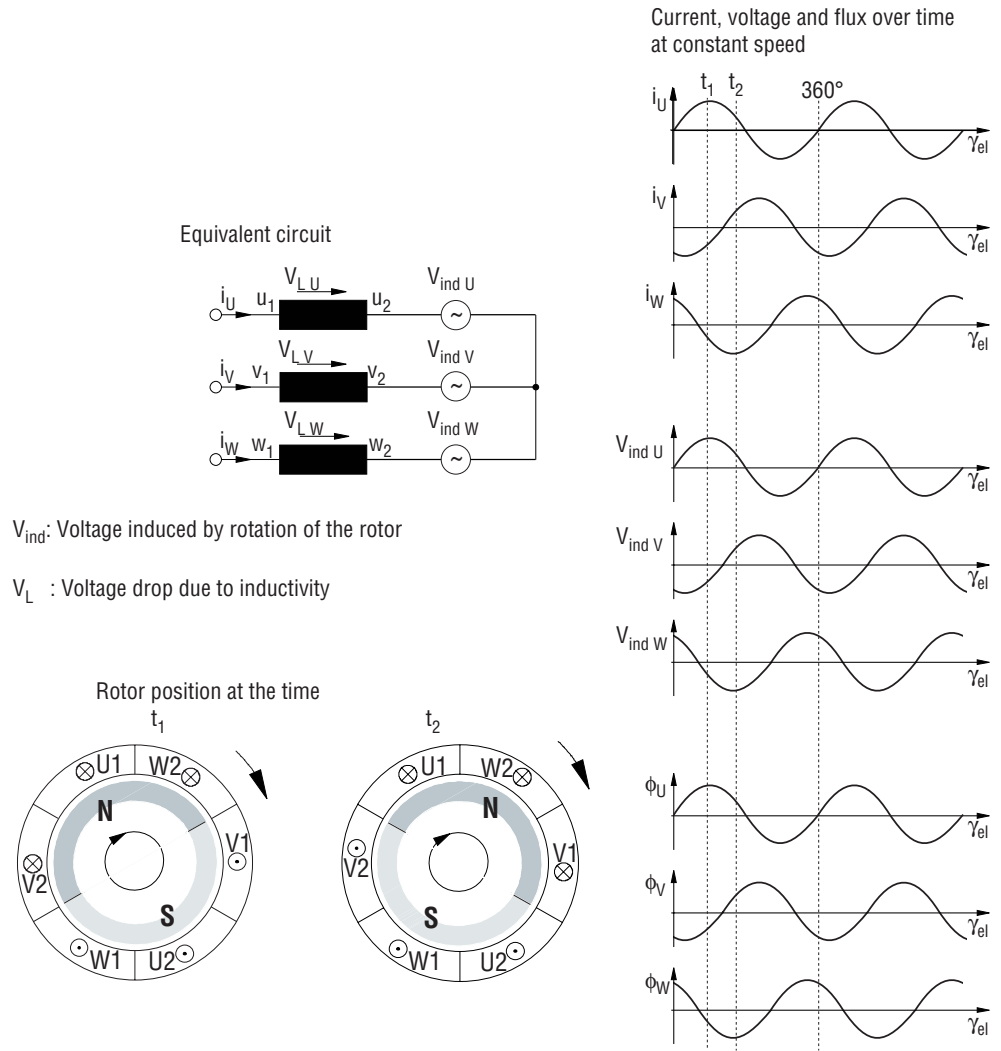 Current, voltage and flux over time
at constant speed
t1 t2 360°
iU
γel
iV
γel
iW
γel
Equivalent circuit
iU u1 VL U u2 Vind U
~
iV v1 VL V v2 Vind V
~
iW w1 VL W w2 Vind W
~
Vind: Voltage induced by rotation of the rotor
VL : Voltage drop due to inductivity
Vind U
γel
Vind V
γel
Vind W
γel
Rotor position at the time
t1
U1 W2
N
V1
V2
S
W1 U2
t2
U1 W2
N
V1
V2
S
W1 U2
ϕU
γel
ϕV
γel
ϕW
γel